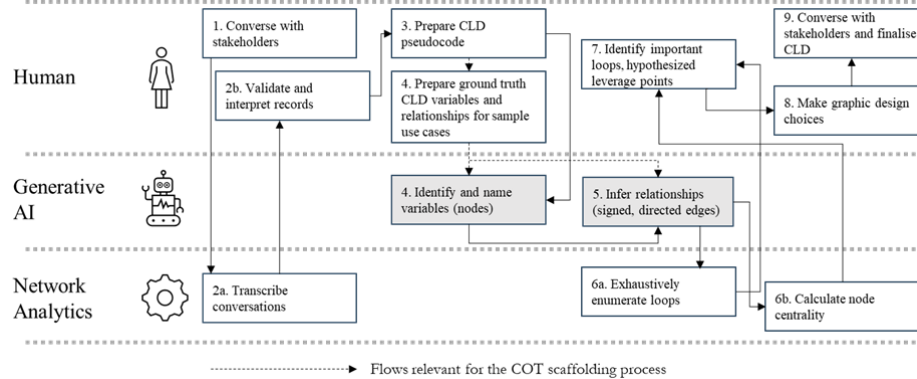 Human
1. Converse with
stakeholders
2b. Validate and
interpret records
3. Prepare CLD
pseudocode
4. Prepare ground truth
CLD variables and
relationships for sample
use cases
7. Identify important
loops, hypothesized
leverage points
9. Converse with
stakeholders and finalise
CLD
8. Make graphic design
choices
Generative
AI
4. Identify and name
variables (nodes)
5. Infer relationships
(signed, directed edges)
Network
Analytics
2a. Transcribe
conversations
6a. Exhaustively
enumerate loops
6b. Calculate node
centrality
Flows relevant for the COT scaffolding process